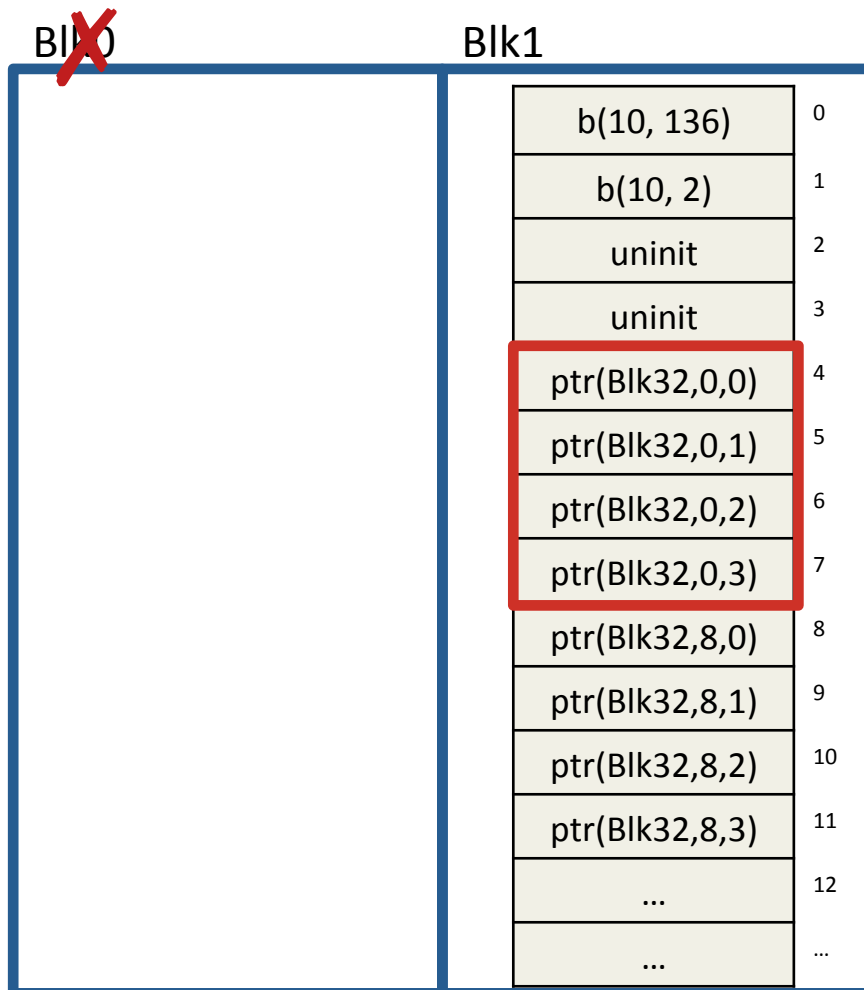 Blk0 Blk1
b(10, 136) 0
b(10, 2) 1
uninit 2
uninit 3
ptr(Blk32,0,0) 4
ptr(Blk32,0,1) 5
ptr(Blk32,0,2) 6
ptr(Blk32,0,3) 7
ptr(Blk32,8,0) 8
ptr(Blk32,8,1) 9
ptr(Blk32,8,2) 10
ptr(Blk32,8,3) 11
... 12
... ...